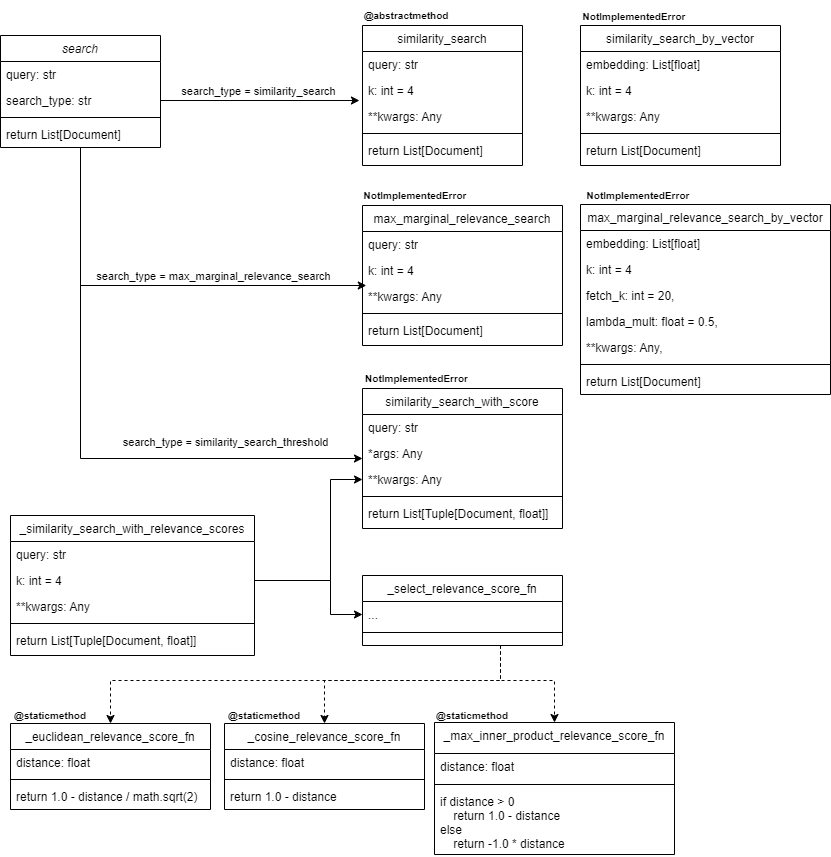 search
query: str
search_type: str
return List[Document]
search_type = similarity_search
@abstractmethod
similarity_search
query: str
k: int = 4
**kwargs: Any
return List[Document]
NotImplementedError
similarity_search_by_vector
embedding: List[float]
k: int = 4
**kwargs: Any
return List[Document]
search_type = max_marginal_relevance_search
NotImplementedError
max_marginal_relevance_search
query: str
k: int = 4
**kwargs: Any
return List[Document]
NotImplementedError
max_marginal_relevance_search_by_vector
embedding: List[float]
k: int = 4
fetch_k: int = 20,
lambda_mult: float = 0.5,
**kwargs: Any,
return List[Document]
search_type = similarity_search_threshold
NotImplementedError
similarity_search_with_score
query: str
*args: Any
**kwargs: Any
return List[Tuple[Document, float]]
_similarity_search_with_relevance_scores
query: str
k: int = 4
**kwargs: Any
return List[Tuple[Document, float]]
_select_relevance_score_fn
...
@staticmethod
_euclidean_relevance_score_fn
distance: float
return 1.0 - distance / math.sqrt(2)
@staticmethod
_cosine_relevance_score_fn
distance: float
return 1.0 - distance
@staticmethod
_max_inner_product_relevance_score_fn
distance: float
if distance > 0
return 1.0 - distance
else
return -1.0 * distance